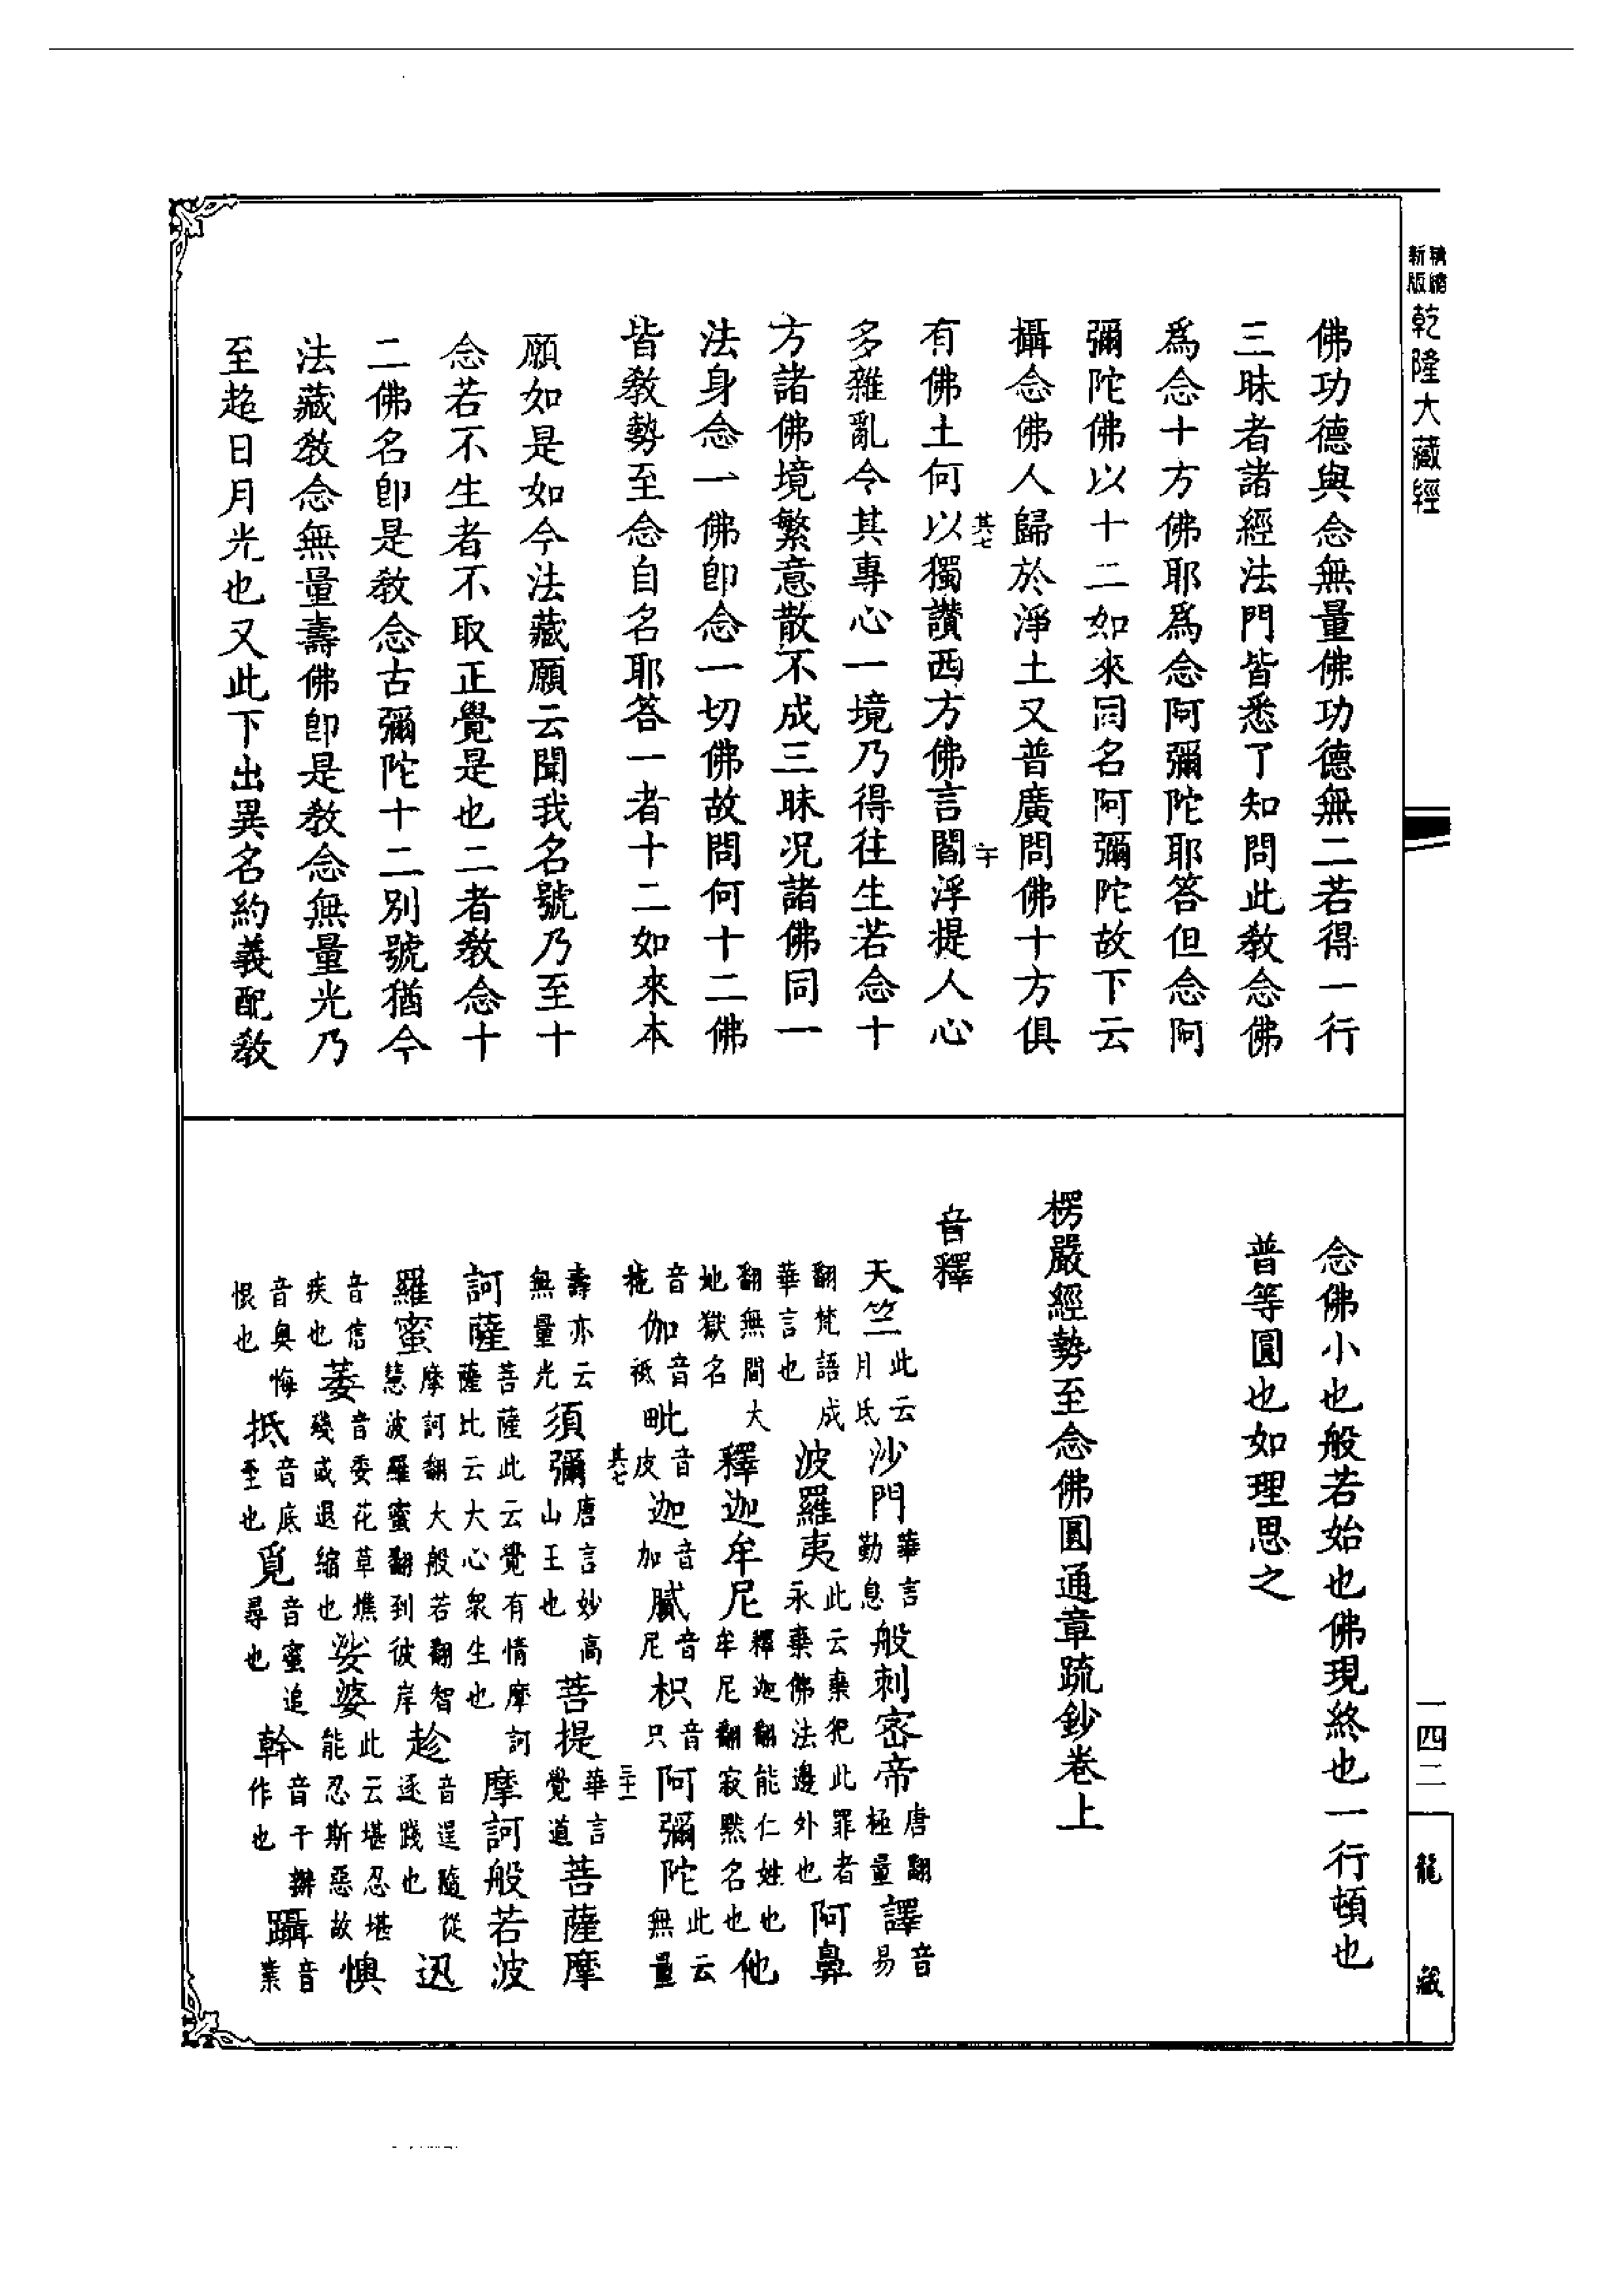 精縮新版乾隆大藏經
佛功德與念無量佛功德無二若得一行
三昧者諸經法門皆悉了知問此教念佛
爲念十方佛耶爲念阿彌陀耶答但念阿
彌陀佛以十二如來同名阿彌陀故下云
攝念佛人歸於淨土又普廣問佛十方俱
其七
二十
有佛土何以獨讚西方佛言閻浮提人心
多雜亂令其專心一境乃得往生若念十
方諸佛境繁意散不成三昧況諸佛同一
法身念一佛卽念一切佛故問何十二佛
皆教勢至念自名耶答一者十二如來本
願如是如今法藏願云聞我名號乃至十
念若不生者不取正覺是也二者教念十
二佛名卽是教念古彌陀十二別號猶今
法藏教念無量壽佛卽是教念無量光乃
至超日月光也又此下出異名約義配教
念佛小也般若始也佛現終也一行頓也
普等圓也如理思之
楞嚴經勢至念佛圓通章疏鈔卷上
音釋
天竺此云月氏沙門華言勤息般刺密帝唐翻極量譯音易
翻梵語成華言也波羅夷此云棄犯此罪者永棄佛法邊外也阿鼻
翻無間大地獄名釋迦牟尼釋迦翻能仁姓也牟尼翻寂默名也他
音拖伽音祇毗音皮迦音加膩音尼枳音只阿彌陀此云無量
其七
三十
壽亦云無量光須彌唐言妙高山王也菩提華言覺道菩薩摩
訶薩菩薩此云覺有情摩訶薩比云大心衆生也摩訶般若波
羅蜜摩訶翻大般若翻智慧波羅蜜翻到彼岸趁音逞隨從逐踐也迅
音信疾也萎音委花草憔殘或退縮也娑婆此云堪忍堪能忍斯惡故懊
音奥悔恨也抵音底至也覓音蜜追尋也幹音干辦作也躡音業
一四二
龍藏